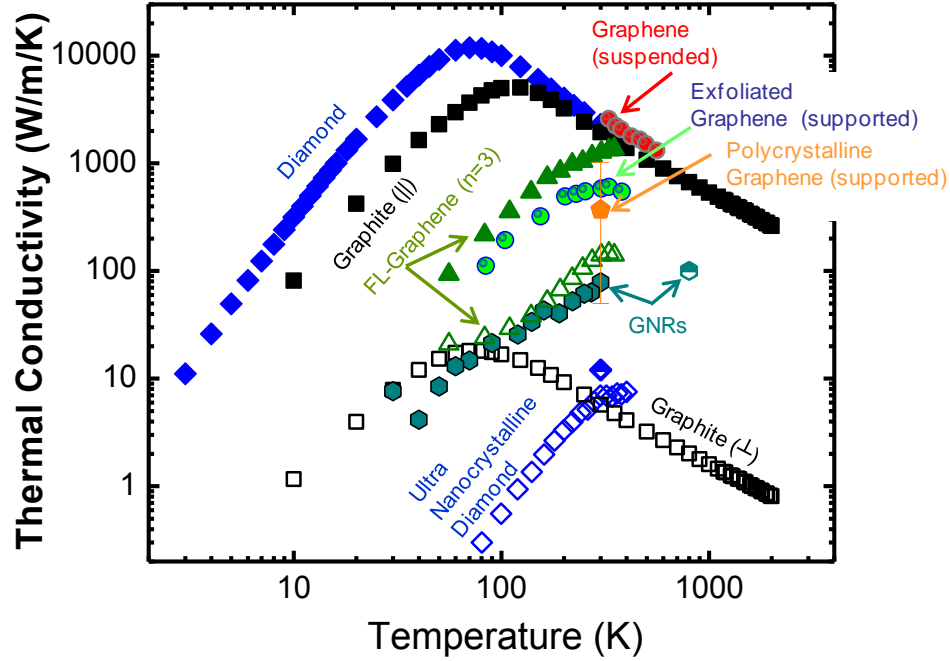 Thermal Conductivity (W/m/K)
10000
1000
100
10
1
10
100
1000
Temperature (K)
Diamond
Graphite (||)
FL-Graphene (n=3)
Graphene
(suspended)
Exfoliated
Graphene (supported)
Polycrystalline
Graphene (supported)
GNRs
Graphite (⊥)
Ultra
Nanocrystalline
Diamond